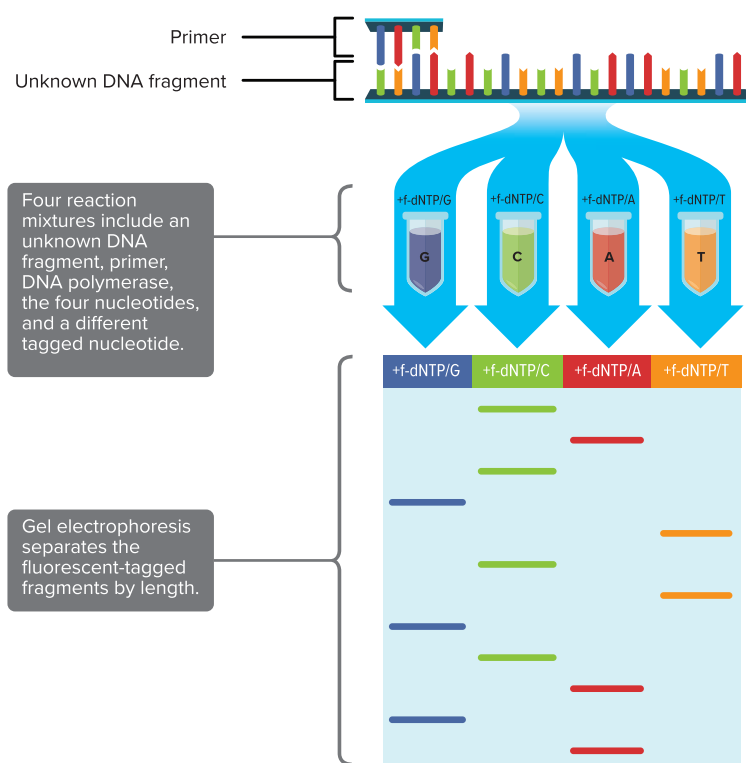 Primer
Unknown DNA fragment
+f-dNTP/G +f-dNTP/C +f-dNTP/A +f-dNTP/T
G C A T
Four reaction
mixtures include an
unknown DNA
fragment, primer,
DNA polymerase,
the four nucleotides,
and a different
tagged nucleotide.
+f-dNTP/G +f-dNTP/C +f-dNTP/A +f-dNTP/T
Gel electrophoresis
separates the
fluorescent-tagged
fragments by length.